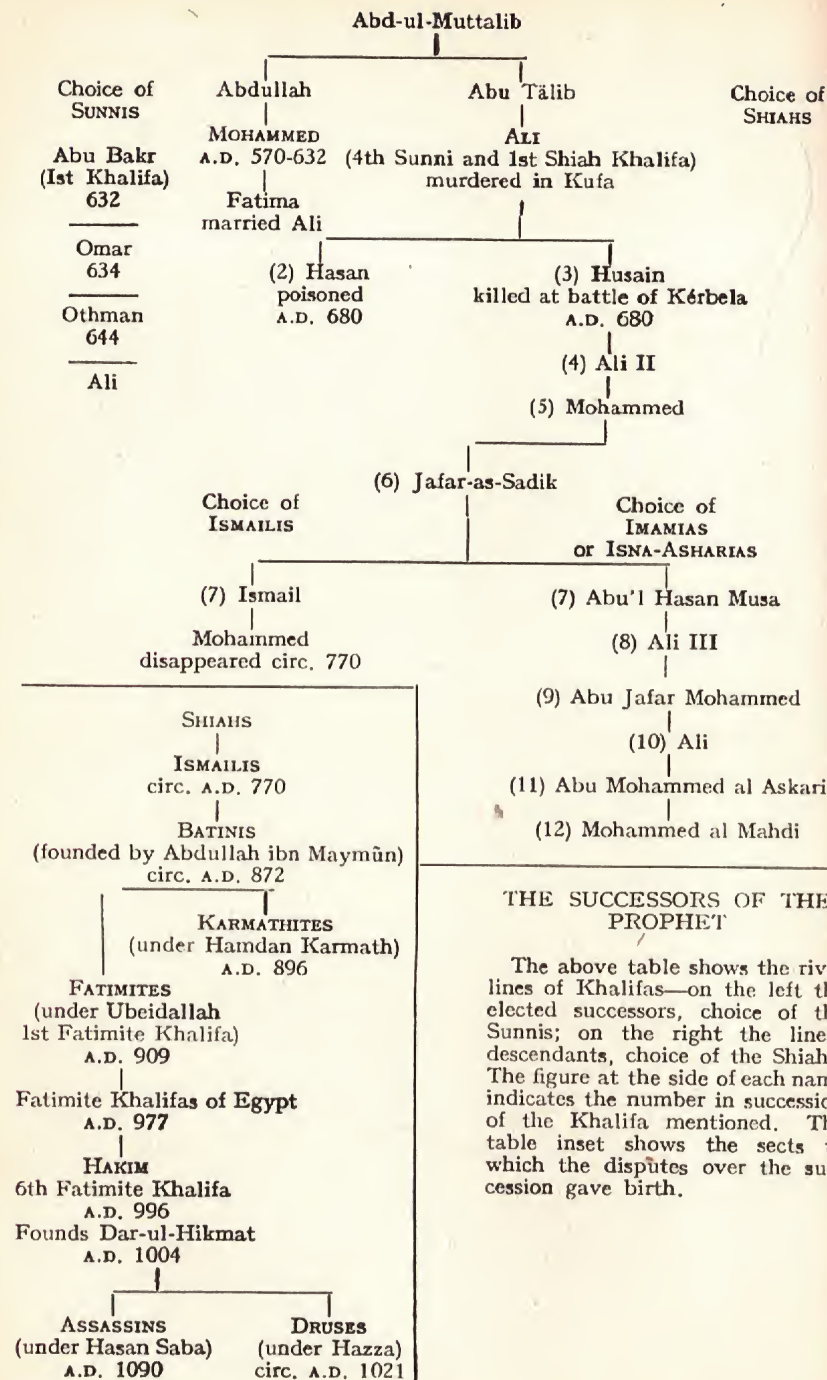 Abd-ul-Muttalib
Choice of
SUNNIS
Abu Bakr
(Ist Khalifa)
632
Omar
634
Othman
644
Ali
Abdullah
MOHAMMED
A.D. 570-632
Fatima
married Ali
Abu Tālib
ALI
(4th Sunni and 1st Shiah Khalifa)
murdered in Kufa
Choice of
SHIAHS
(2) Hasan
poisoned
A.D. 680
(3) Husain
killed at battle of Kérbela
A.D. 680
(4) Ali II
(5) Mohammed
(6) Jafar-as-Sadik
Choice of
ISMAILIS
Choice of
IMAMIAS
or ISNA-ASHARIAS
(7) Ismail
Mohammed
disappeared circ. 770
(7) Abu'l Hasan Musa
(8) Ali III
(9) Abu Jafar Mohammed
(10) Ali
(11) Abu Mohammed al Askari
(12) Mohammed al Mahdi
SHIAHS
ISMAILIS
circ. A.D. 770
BATINIS
(founded by Abdullah ibn Maymûn)
circ. A.D. 872
KARMATHITES
(under Hamdan Karmath)
A.D. 896
FATIMITES
(under Ubeidallah
1st Fatimite Khalifa)
A.D. 909
Fatimite Khalifas of Egypt
A.D. 977
HAKIM
6th Fatimite Khalifa
A.D. 996
Founds Dar-ul-Hikmat
A.D. 1004
ASSASSINS
(under Hasan Saba)
A.D. 1090
DRUSES
(under Hazza)
circ. A.D. 1021
THE SUCCESSORS OF THE
PROPHET
The above table shows the
lines of Khalifas—on the left
elected successors, choice of
Sunnis; on the right the
descendants, choice of the
The figure at the side of each
indicates the number in
of the Khalifa mentioned.
table inset shows the sects
which the disputes over the
cession gave birth.